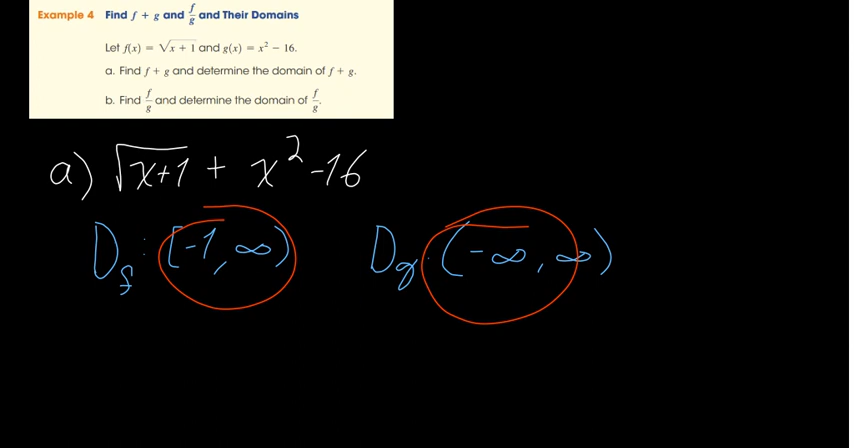 Example 4 Find f + g and f/g and Their Domains
Let f(x) = √(x + 1) and g(x) = x² − 16.
a. Find f + g and determine the domain of f + g.
b. Find f/g and determine the domain of f/g.
a) √(x+1) + x² -16
D_f : [-1, ∞) D_g : (-∞, ∞)